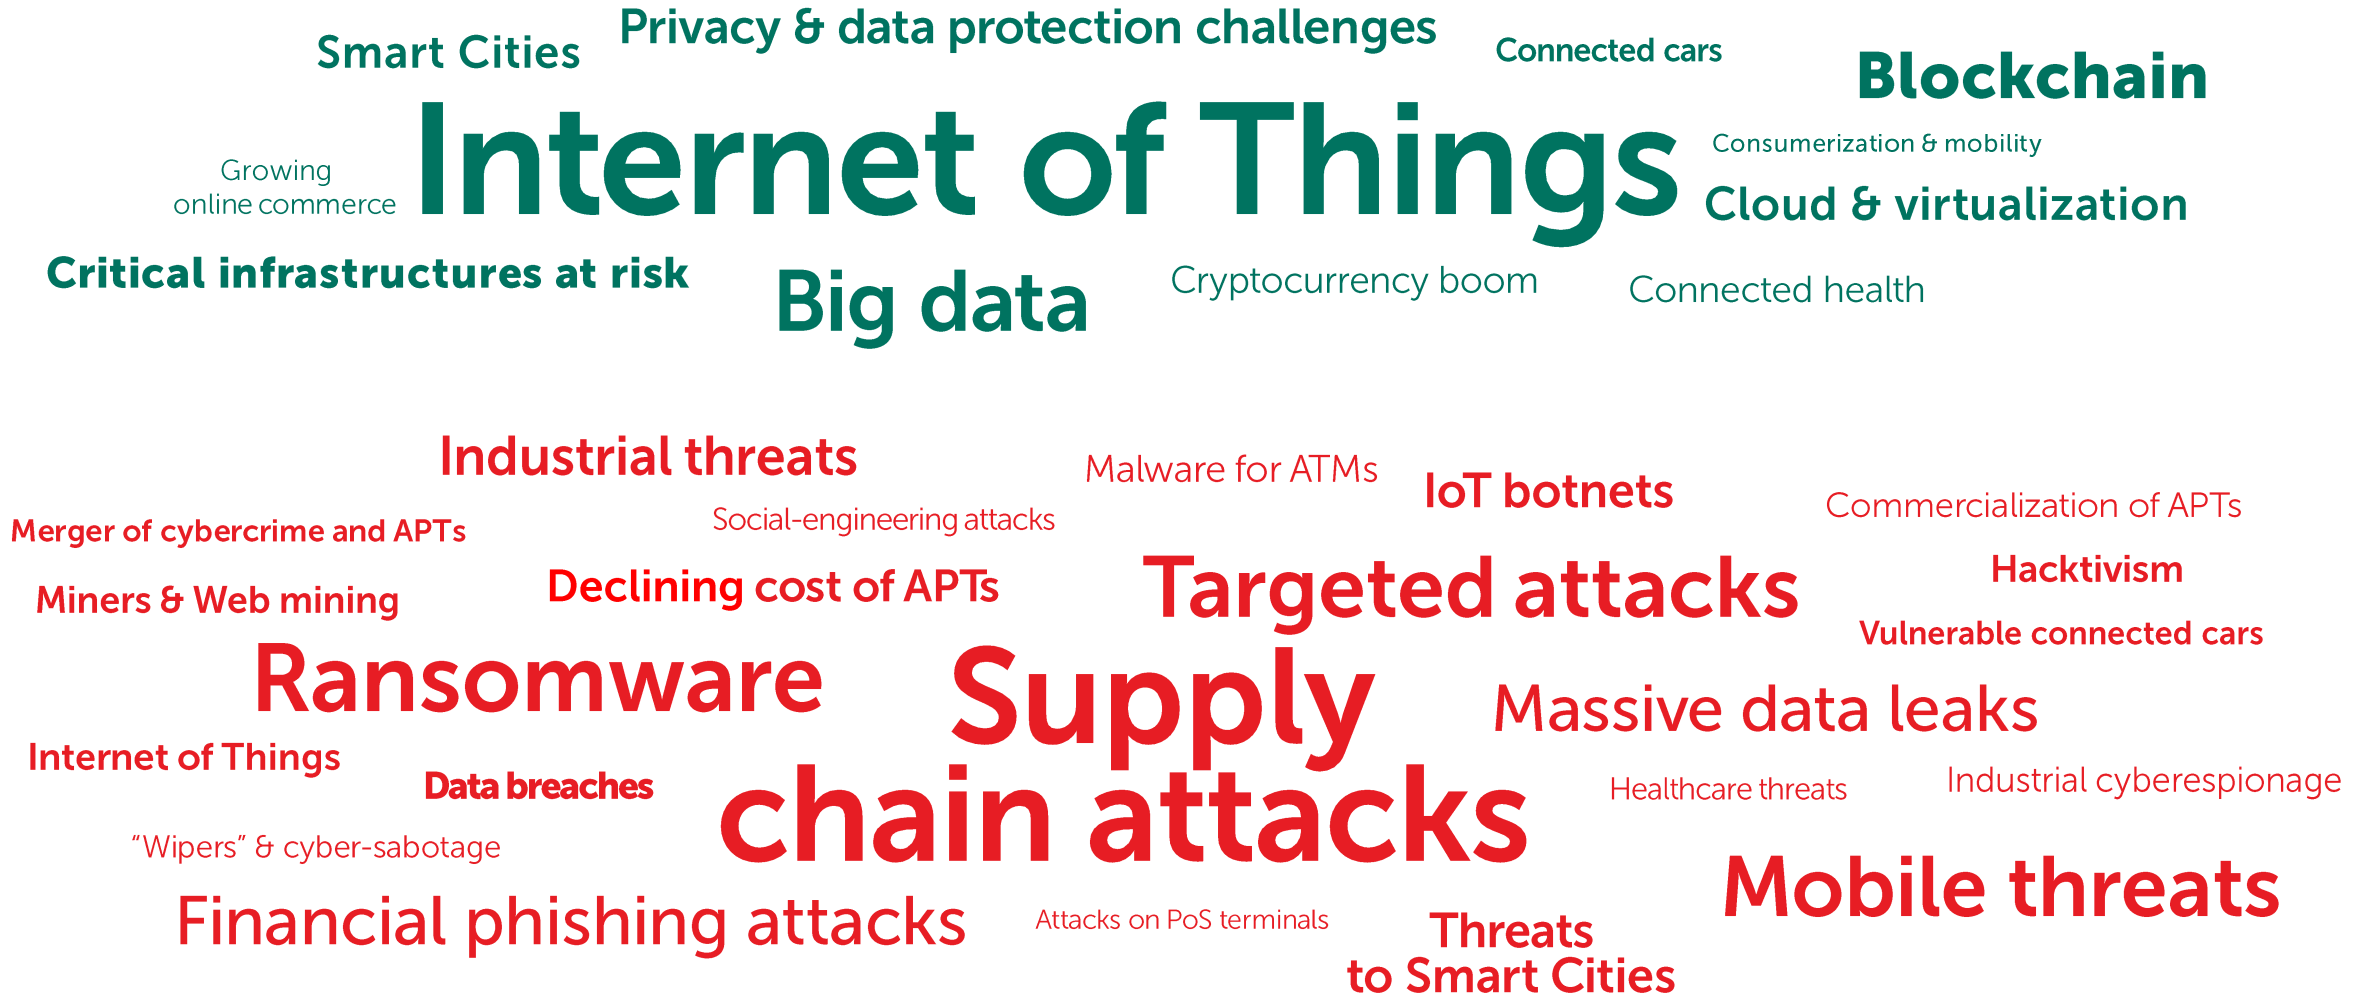 Privacy & data protection challenges
Smart Cities
Connected cars
Blockchain
Internet of Things
Consumerization & mobility
Growing
online commerce
Cloud & virtualization
Critical infrastructures at risk
Big data
Cryptocurrency boom
Connected health
Industrial threats
Malware for ATMs
IoT botnets
Commercialization of APTs
Merger of cybercrime and APTs
Social-engineering attacks
Targeted attacks
Hacktivism
Miners & Web mining
Declining cost of APTs
Vulnerable connected cars
Ransomware
Supply
chain attacks
Massive data leaks
Internet of Things
Data breaches
Healthcare threats
Industrial cyberespionage
“Wipers” & cyber-sabotage
Mobile threats
Financial phishing attacks
Attacks on PoS terminals
Threats
to Smart Cities